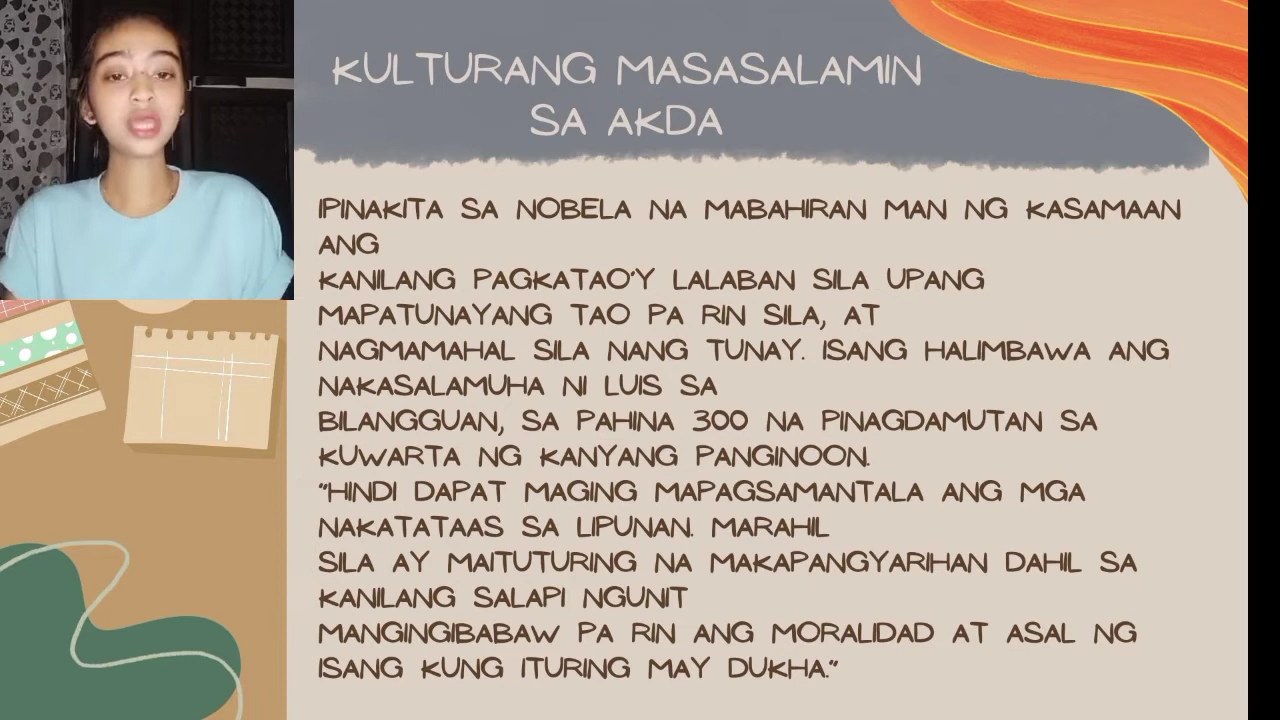 KULTURANG MASASALAMIN
SA AKDA
IPINAKITA SA NOBELA NA MABAHIRAN MAN NG KASAMAAN
ANG
KANILANG PAGKATAO'Y LALABAN SILA UPANG
MAPATUNAYANG TAO PA RIN SILA, AT
NAGMAMAHAL SILA NANG TUNAY. ISANG HALIMBAWA ANG
NAKASALAMUHA NI LUIS SA
BILANGGUAN, SA PAHINA 300 NA PINAGDAMUTAN SA
KUWARTA NG KANYANG PANGINOON.
"HINDI DAPAT MAGING MAPAGSAMANTALA ANG MGA
NAKATATAAS SA LIPUNAN. MARAHIL
SILA AY MAITUTURING NA MAKAPANGYARIHAN DAHIL SA
KANILANG SALAPI NGUNIT
MANGINGIBABAW PA RIN ANG MORALIDAD AT ASAL NG
ISANG KUNG ITURING MAY DUKHA."